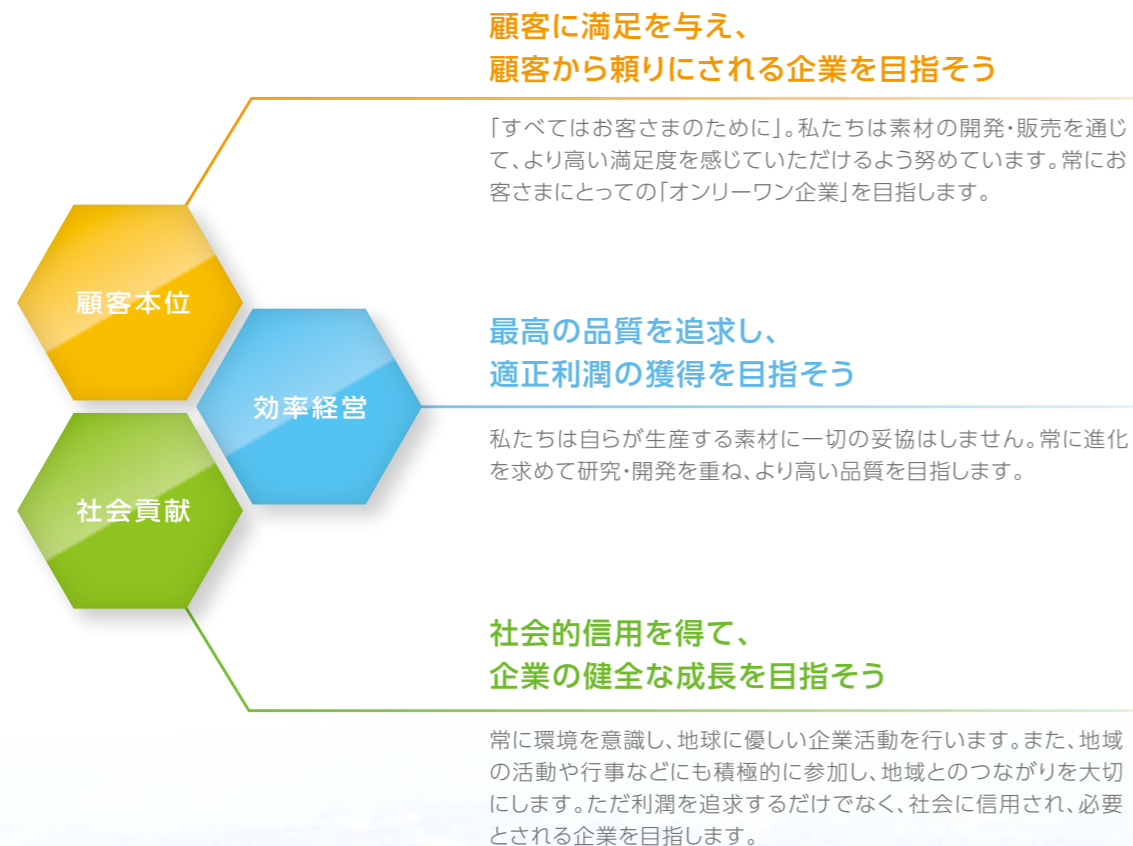 顧客に満足を与え、
顧客から頼りにされる企業を目指そう
「すべてはお客さまのために」。私たちは素材の開発・販売を通じ
て、より高い満足度を感じていただけるよう努めています。常にお
客さまにとっての「オンリーワン企業」を目指します。
顧客本位
最高の品質を追求し、
適正利潤の獲得を目指そう
効率経営
私たちは自らが生産する素材に一切の妥協はしません。常に進化
を求めて研究・開発を重ね、より高い品質を目指します。
社会貢献
社会的信用を得て、
企業の健全な成長を目指そう
常に環境を意識し、地球に優しい企業活動を行います。また、地域
の活動や行事などにも積極的に参加し、地域とのつながりを大切
にします。ただ利潤を追求するだけでなく、社会に信用され、必要
とされる企業を目指します。